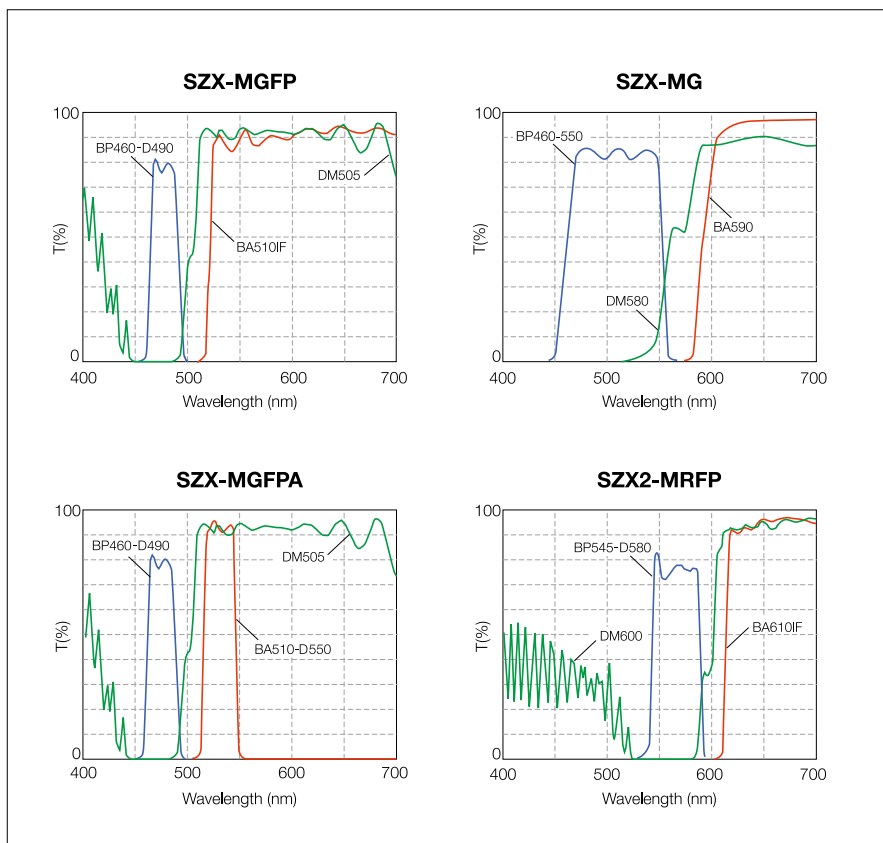 SZX-MGFP
100
BP460-D490
DM505
T(%)
BA510IF
0
400 500 600 700
Wavelength (nm)
SZX-MG
100
BP460-550
BA590
T(%)
DM580
0
400 500 600 700
Wavelength (nm)
SZX-MGFPA
100
BP460-D490
DM505
T(%)
BA510-D550
0
400 500 600 700
Wavelength (nm)
SZX2-MRFP
100
BP545-D580
DM600
BA610IF
T(%)
0
400 500 600 700
Wavelength (nm)